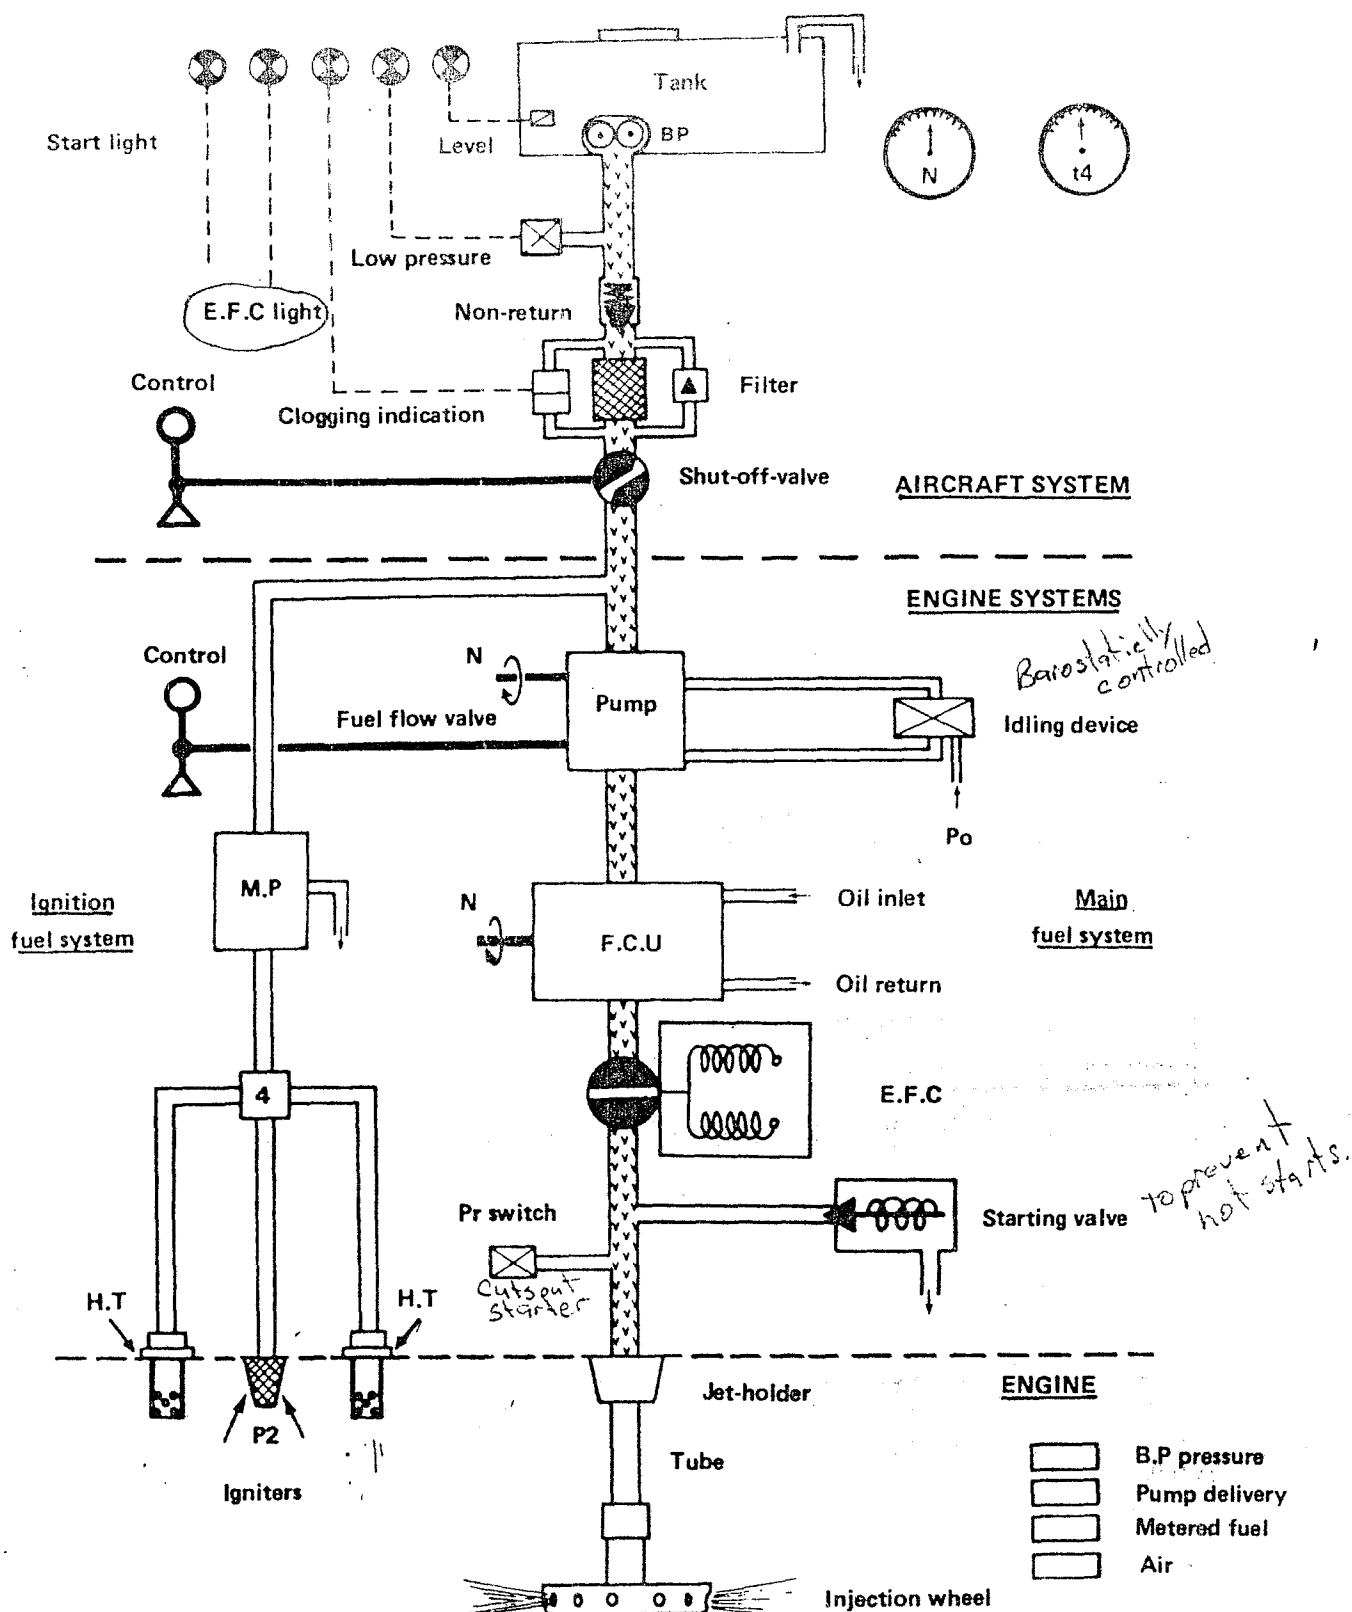 Tank
BP
Start light
Level
N
t4
Low pressure
E.F.C light
Non-return
Control
Filter
Clogging indication
Shut-off-valve
AIRCRAFT SYSTEM
ENGINE SYSTEMS
Barostatically
controlled
Control
N
Pump
Fuel flow valve
Idling device
Po
M.P
Ignition
fuel system
N
F.C.U
Oil inlet
Oil return
Main
fuel system
4
E.F.C
Pr switch
Cutsout
starter
Starting valve
To prevent
hot starts.
H.T
H.T
Jet-holder
ENGINE
P2
Igniters
Tube
B.P pressure
Pump delivery
Metered fuel
Air
Injection wheel